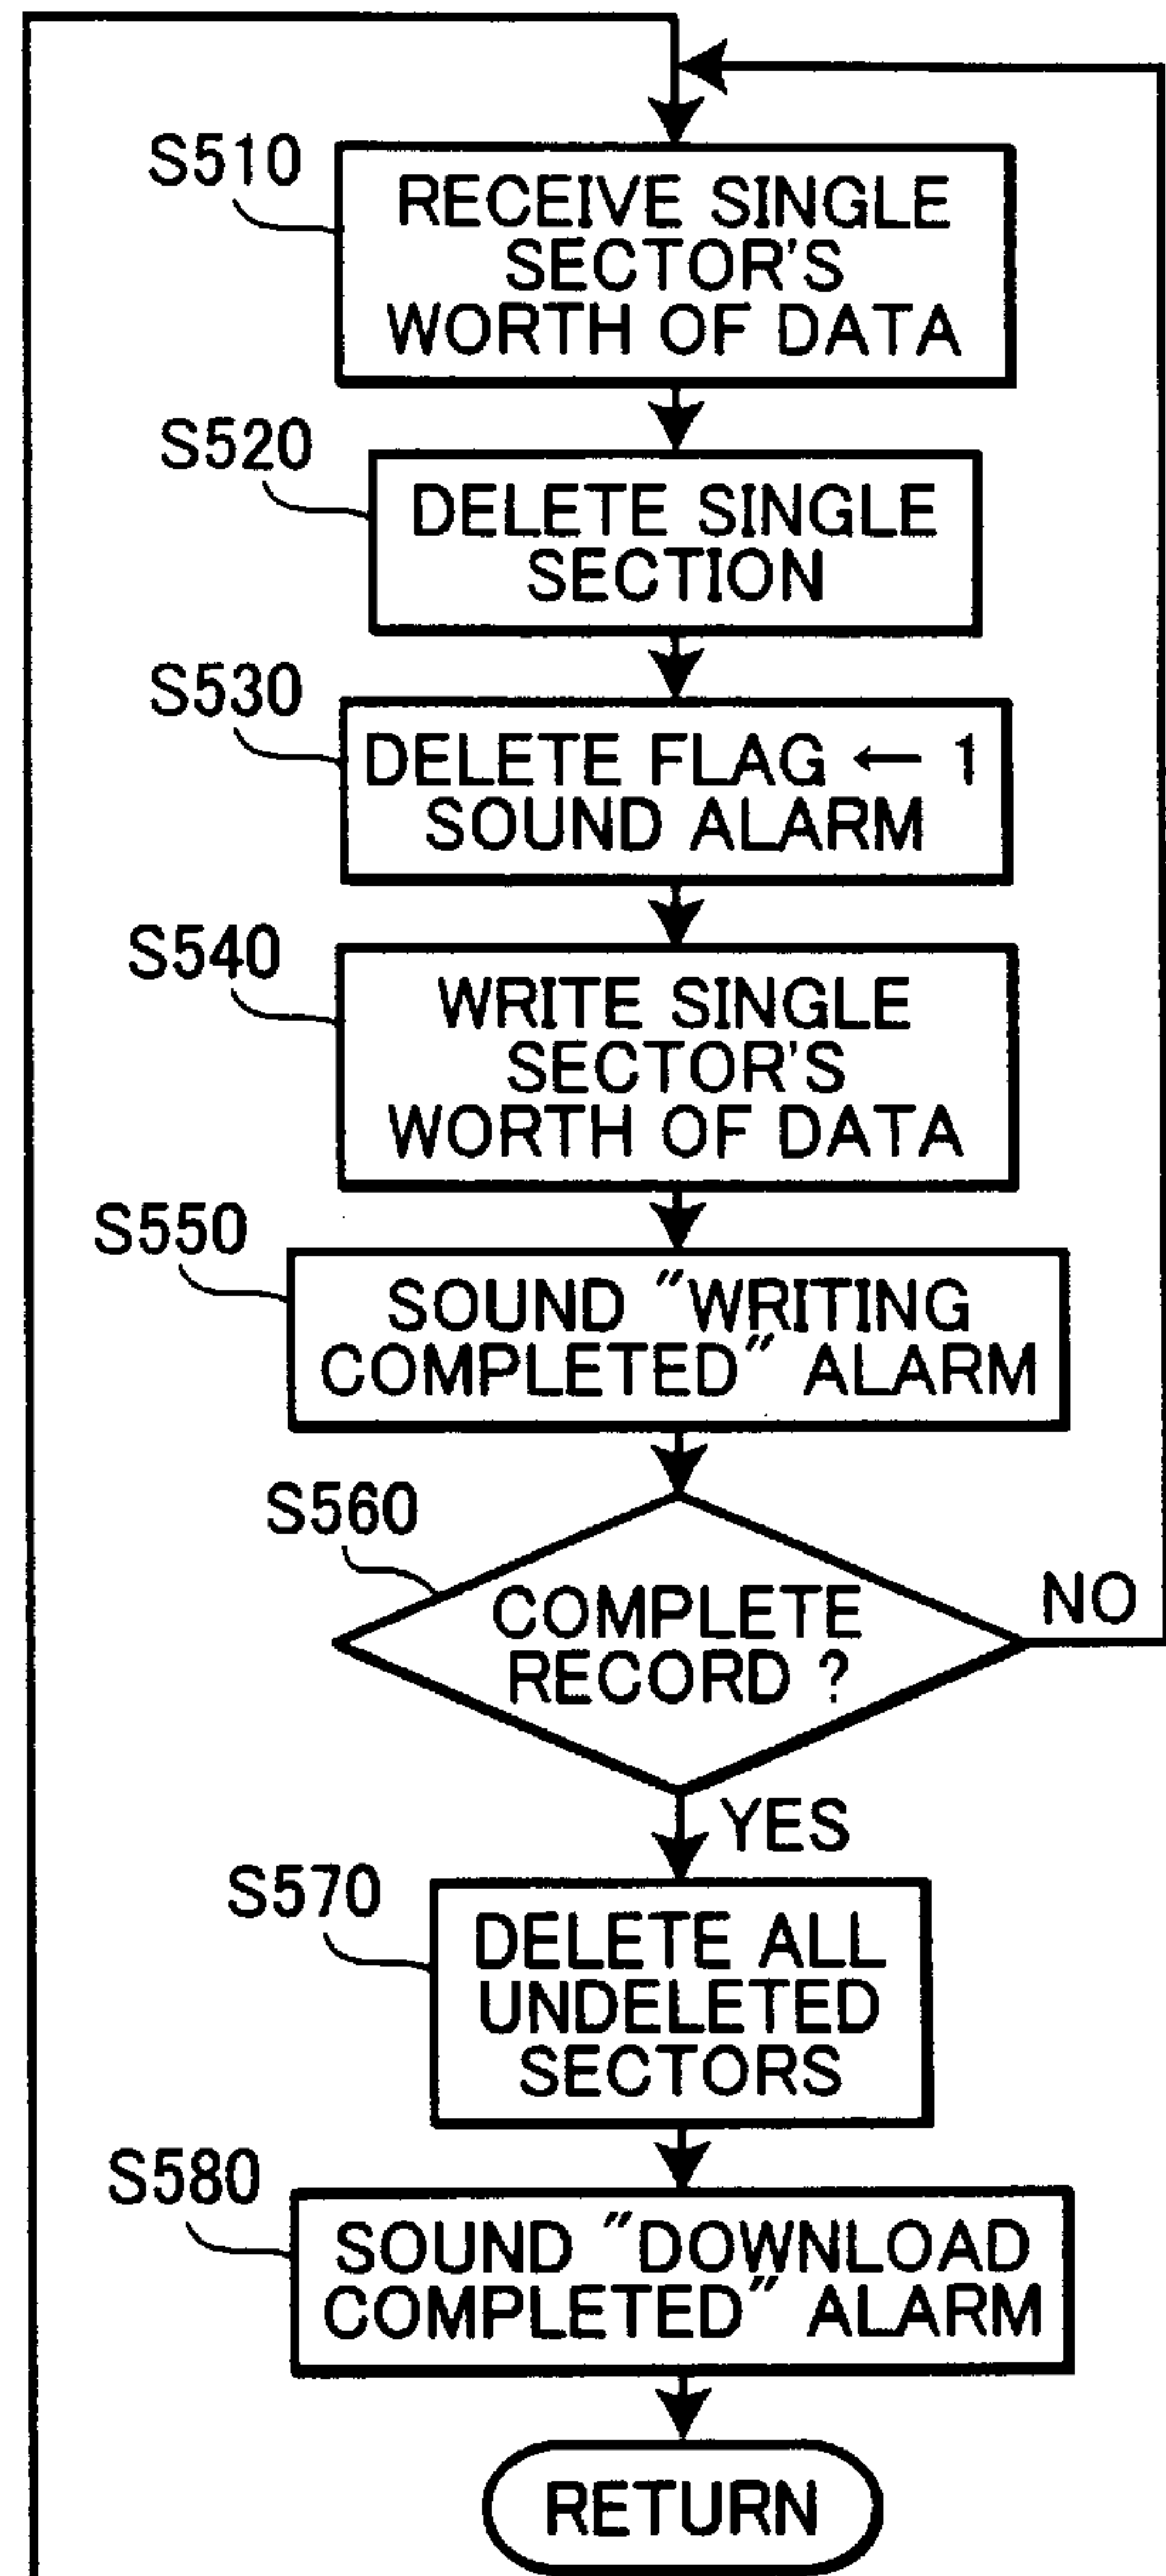 S510
RECEIVE SINGLE
SECTOR'S
WORTH OF DATA
S520
DELETE SINGLE
SECTION
S530
DELETE FLAG ← 1
SOUND ALARM
S540
WRITE SINGLE
SECTOR'S
WORTH OF DATA
S550
SOUND "WRITING
COMPLETED" ALARM
S560
COMPLETE
RECORD ?
NO
YES
S570
DELETE ALL
UNDELETED
SECTORS
S580
SOUND "DOWNLOAD
COMPLETED" ALARM
RETURN